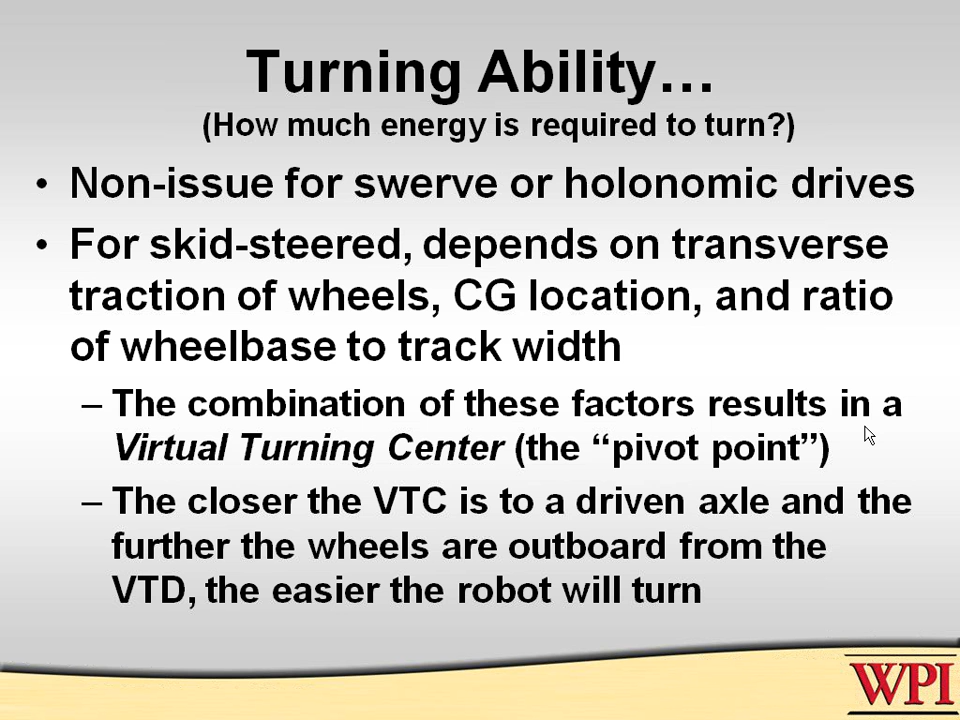 Turning Ability…
(How much energy is required to turn?)
• Non-issue for swerve or holonomic drives
• For skid-steered, depends on transverse
traction of wheels, CG location, and ratio
of wheelbase to track width
– The combination of these factors results in a
Virtual Turning Center (the “pivot point”)
– The closer the VTC is to a driven axle and the
further the wheels are outboard from the
VTD, the easier the robot will turn
WPI